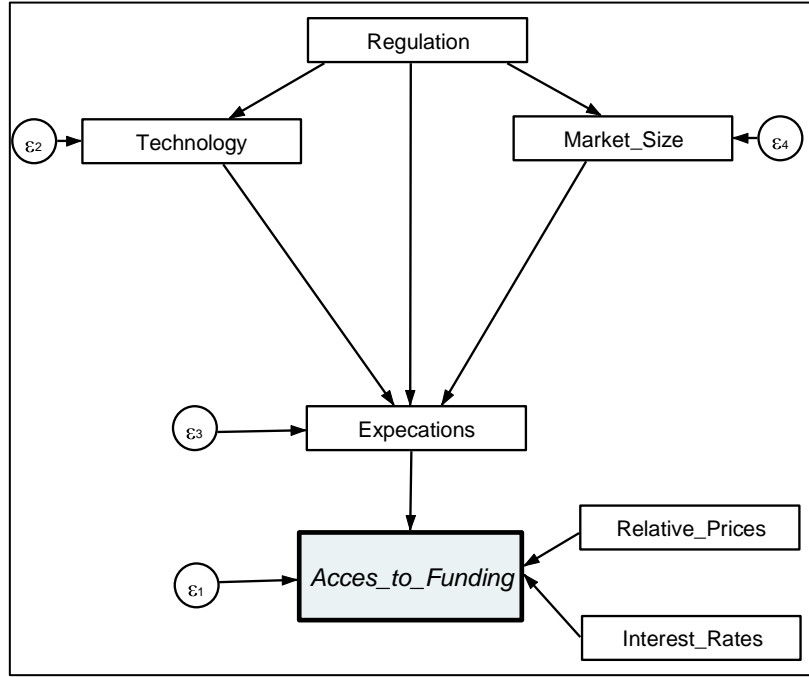 Regulation
ε2
Technology
Market_Size
ε4
ε3
Expecations
Relative_Prices
Acces_to_Funding
ε1
Interest_Rates